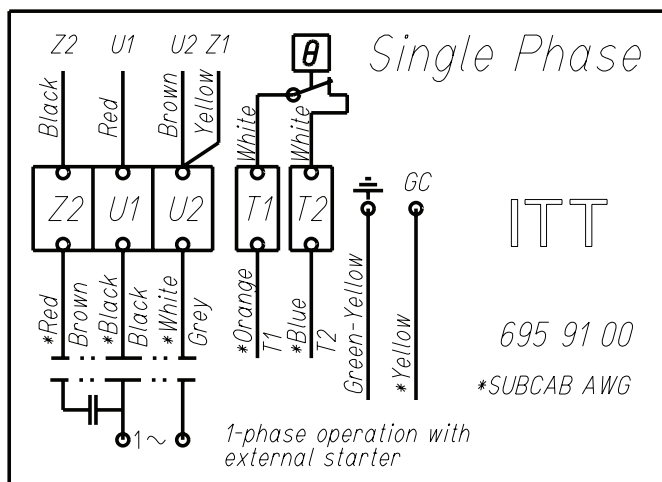 Z2 U1 U2 Z1
θ
Single Phase
Black
Red
Brown
Yellow
White
White
Z2 U1 U2 T1 T2
GC
ITT
*Red
Brown
*Black
Black
*White
Grey
*Orange
T1
*Blue
T2
Green-Yellow
*Yellow
695 91 00
*SUBCAB AWG
1~
1-phase operation with
external starter